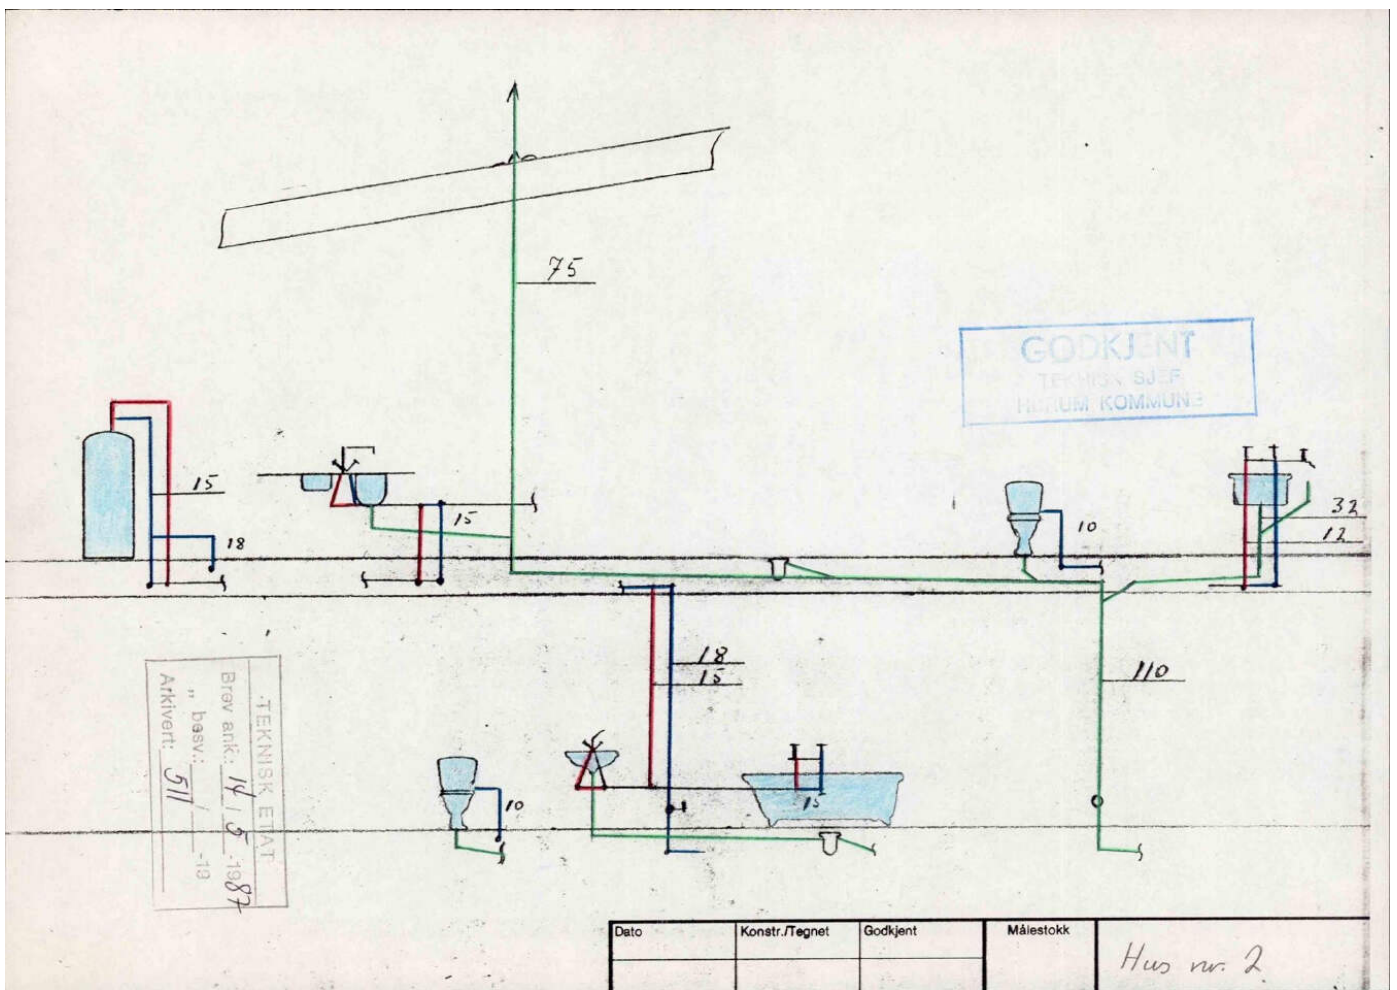 75
GODKJENT
TEKNISK SJEF
HURUM KOMMUNE
15
18
15
10
32
12
18
15
110
10
15
TEKNISK ETAT
Brev ank.: 14 / 5 -1987
„ besv.: / -19
Arkivert: 511
Dato
Konstr./Tegnet
Godkjent
Målestokk
Hus nr. 2